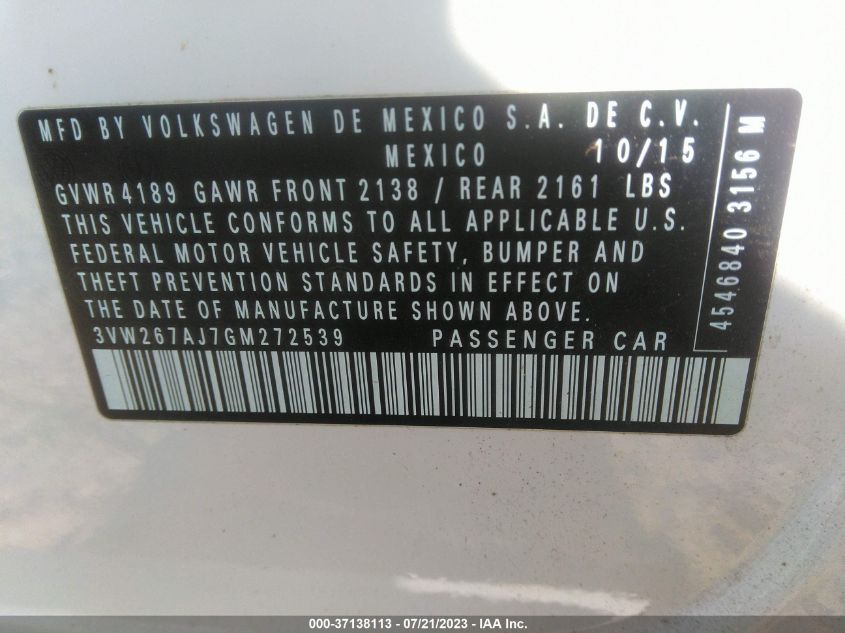 MFD BY VOLKSWAGEN DE MEXICO S.A. DE C.V.
MEXICO 10/15
GVWR 4189 GAWR FRONT 2138 / REAR 2161 LBS
THIS VEHICLE CONFORMS TO ALL APPLICABLE U.S.
FEDERAL MOTOR VEHICLE SAFETY, BUMPER AND
THEFT PREVENTION STANDARDS IN EFFECT ON
THE DATE OF MANUFACTURE SHOWN ABOVE.
3VW267AJ7GM272539 PASSENGER CAR
4546840 3156 M
000-37138113 - 07/21/2023 - IAA Inc.